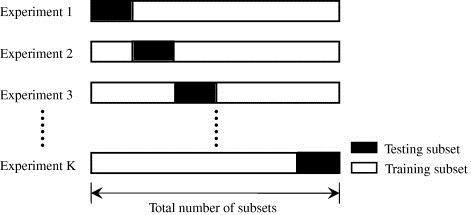 Experiment 1
Experiment 2
Experiment 3
Experiment K
Testing subset
Training subset
Total number of subsets